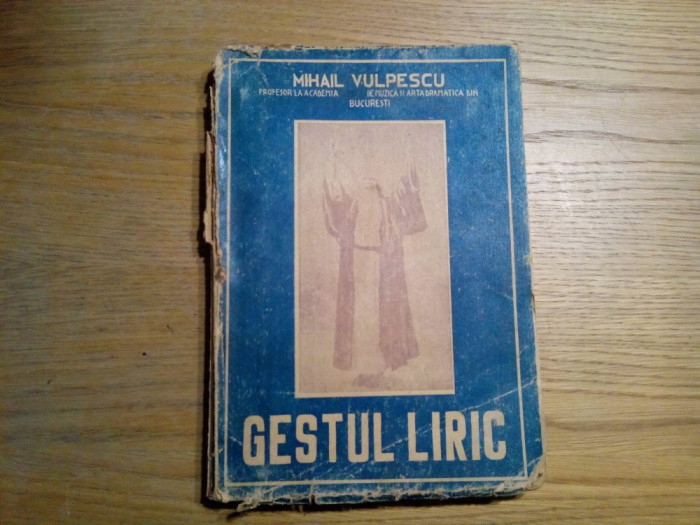 MIHAIL VULPESCU
PROFESOR LA ACADEMIA DE MUZICA SI ARTA DRAMATICA DIN
BUCURESTI
GESTUL LIRIC